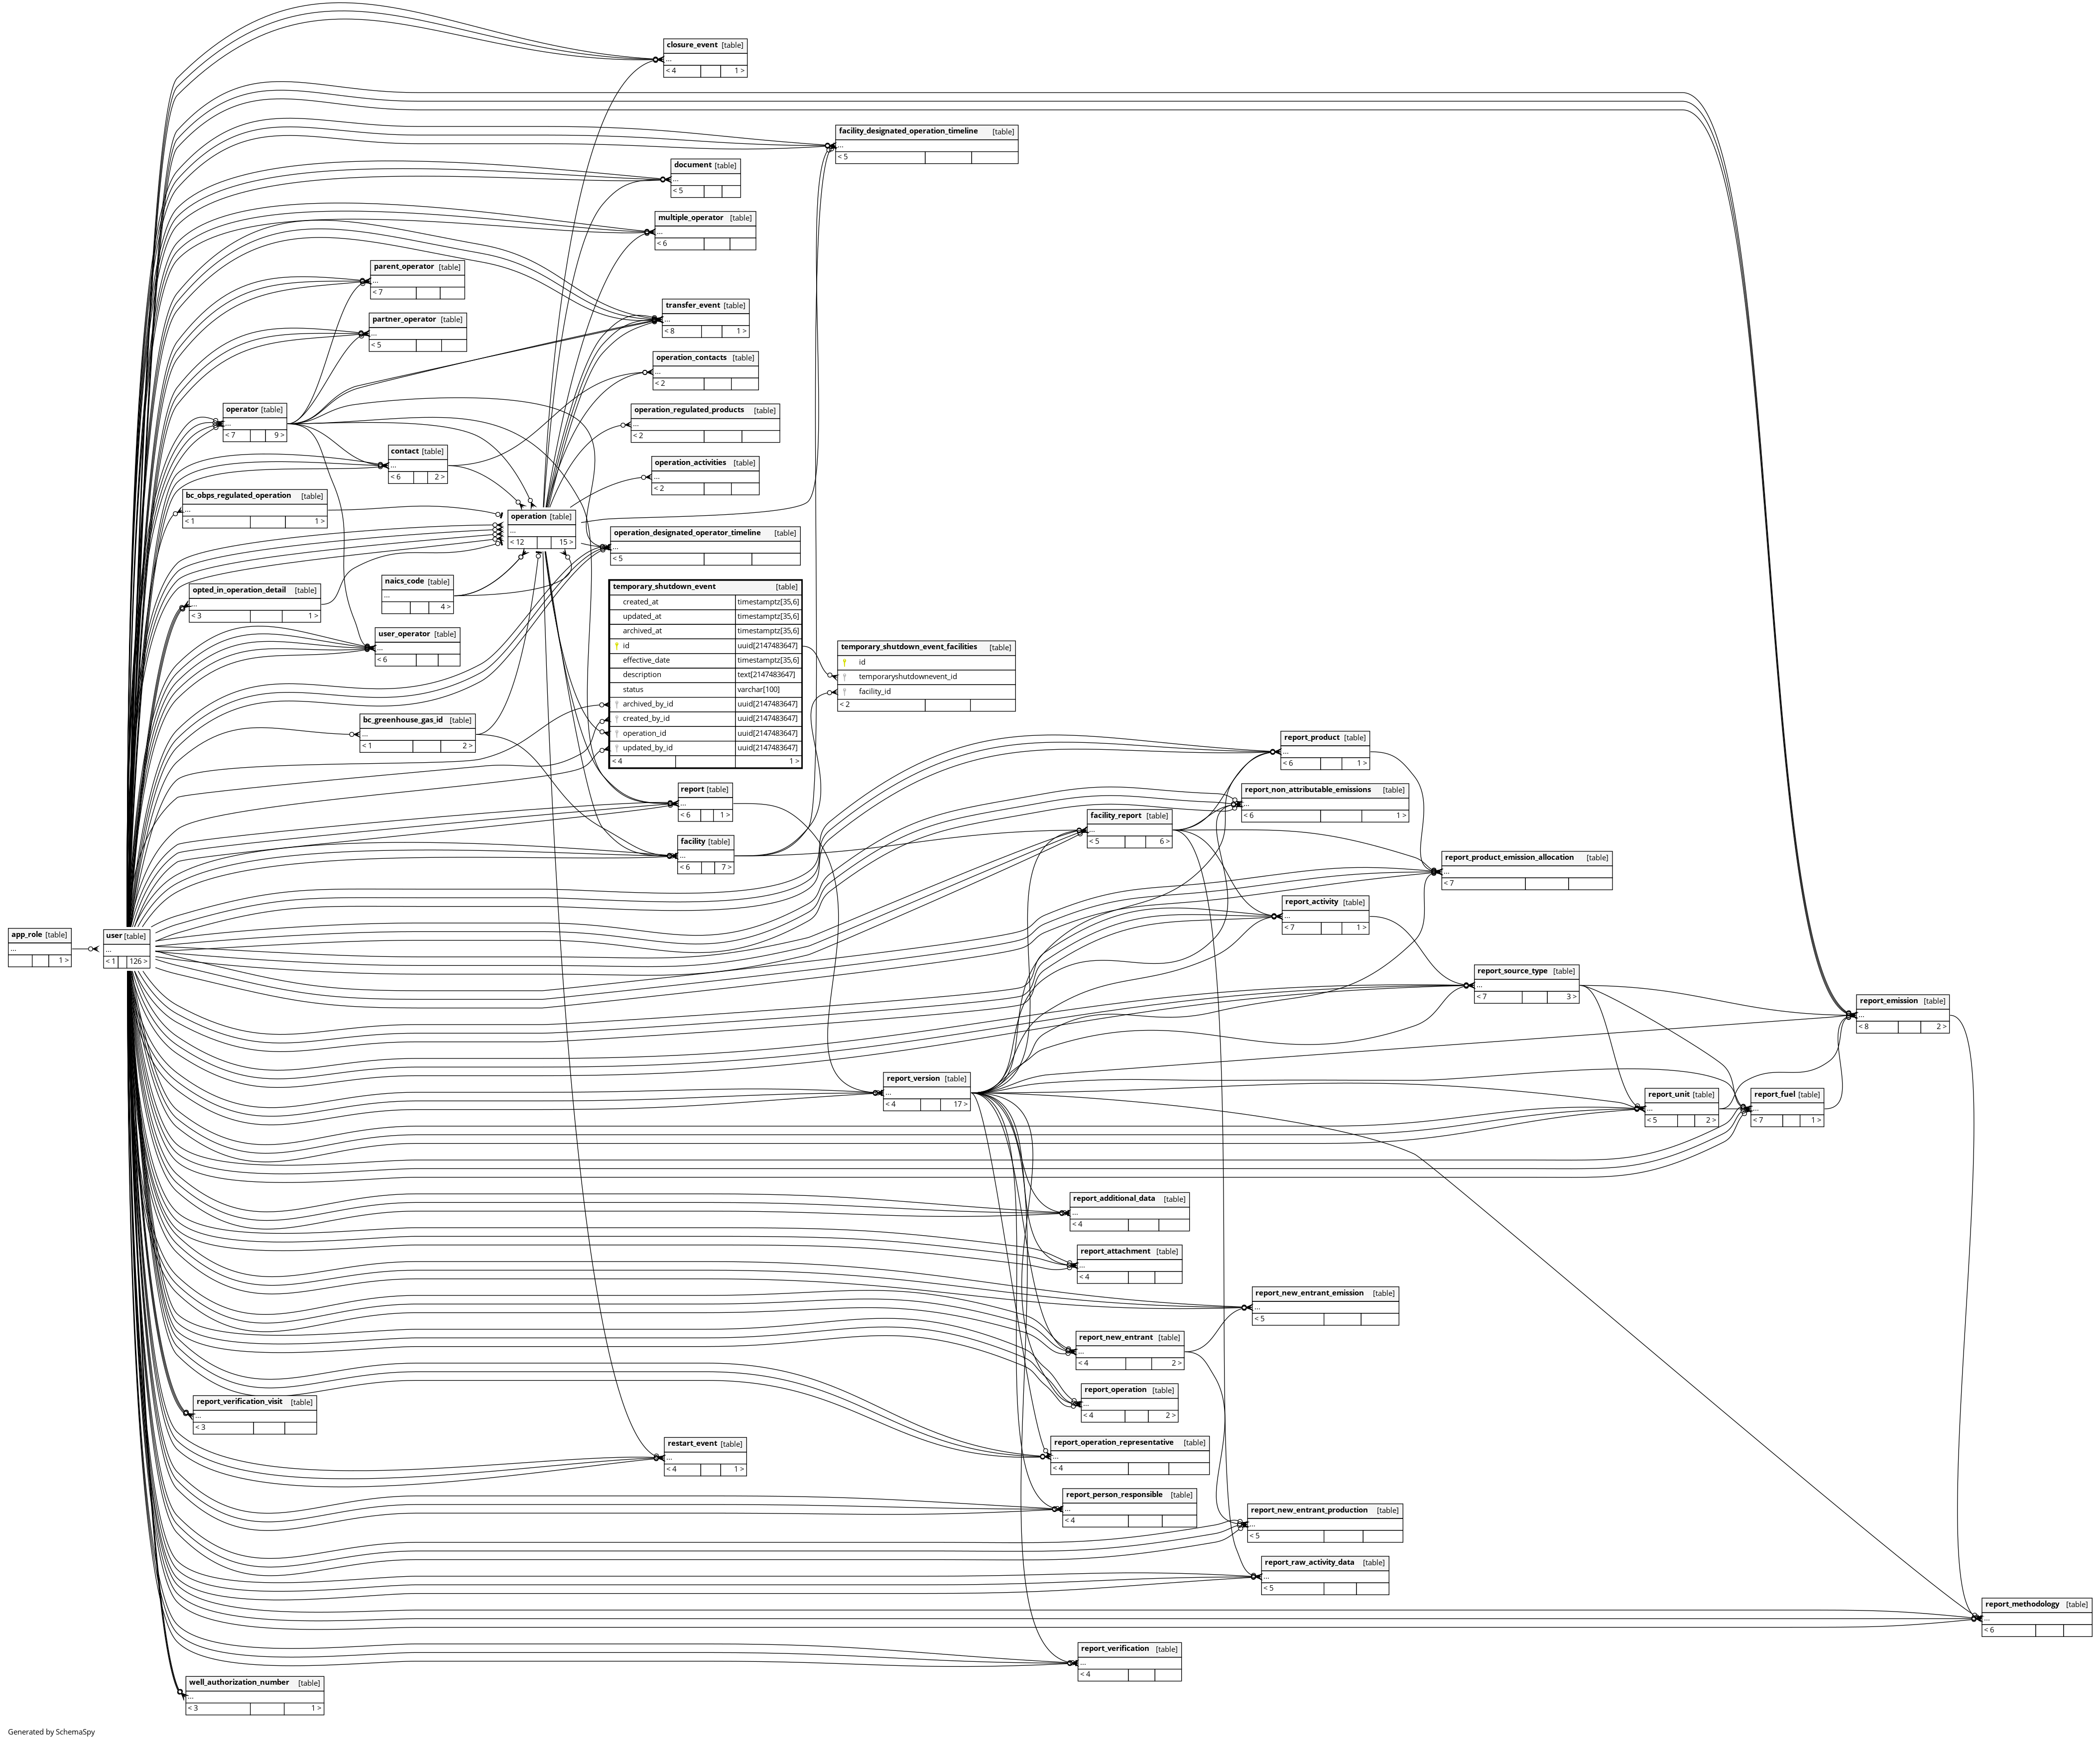 closure_event [table]
...
< 4 1 >
facility_designated_operation_timeline [table]
...
< 5
document [table]
...
< 5
multiple_operator [table]
...
< 6
parent_operator [table]
...
< 7
transfer_event [table]
...
< 8 1 >
partner_operator [table]
...
< 5
operation_contacts [table]
...
< 2
operator [table]
...
< 7 9 >
operation_regulated_products [table]
...
< 2
contact [table]
...
< 6 2 >
operation_activities [table]
...
< 2
bc_obps_regulated_operation [table]
...
< 1 1 >
operation [table]
...
< 12 15 >
operation_designated_operator_timeline [table]
...
< 5
naics_code [table]
...
4 >
opted_in_operation_detail [table]
...
< 3 1 >
user_operator [table]
...
< 6
temporary_shutdown_event [table]
created_at timestamptz[35,6]
updated_at timestamptz[35,6]
archived_at timestamptz[35,6]
id uuid[2147483647]
effective_date timestamptz[35,6]
description text[2147483647]
status varchar[100]
archived_by_id uuid[2147483647]
created_by_id uuid[2147483647]
operation_id uuid[2147483647]
updated_by_id uuid[2147483647]
< 4 1 >
temporary_shutdown_event_facilities [table]
id
temporaryshutdownevent_id
facility_id
< 2
bc_greenhouse_gas_id [table]
...
< 1 2 >
report_product [table]
...
< 6 1 >
report [table]
...
< 6 1 >
report_non_attributable_emissions [table]
...
< 6 1 >
facility_report [table]
...
< 5 6 >
facility [table]
...
< 6 7 >
report_product_emission_allocation [table]
...
< 7
report_activity [table]
...
< 7 1 >
app_role [table]
...
1 >
user [table]
...
< 1 126 >
report_source_type [table]
...
< 7 3 >
report_emission [table]
...
< 8 2 >
report_version [table]
...
< 4 17 >
report_unit [table]
...
< 5 2 >
report_fuel [table]
...
< 7 1 >
report_additional_data [table]
...
< 4
report_attachment [table]
...
< 4
report_new_entrant_emission [table]
...
< 5
report_new_entrant [table]
...
< 4 2 >
report_operation [table]
...
< 4 2 >
report_verification_visit [table]
...
< 3
restart_event [table]
...
< 4 1 >
report_operation_representative [table]
...
< 4
report_person_responsible [table]
...
< 4
report_new_entrant_production [table]
...
< 5
report_raw_activity_data [table]
...
< 5
report_methodology [table]
...
< 6
report_verification [table]
...
< 4
well_authorization_number [table]
...
< 3 1 >
Generated by SchemaSpy